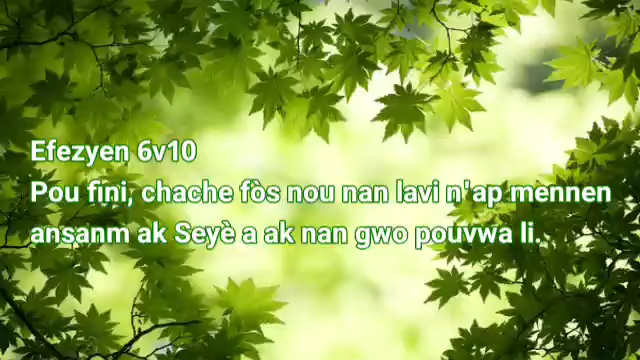 Efezyen 6v10
Pou fini, chache fòs nou nan lavi n'ap mennen
ansanm ak Seyè a ak nan gwo pouvwa li.